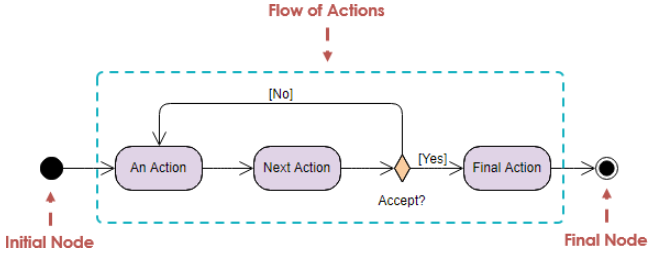 Flow of Actions
[No]
An Action
Next Action
[Yes]
Final Action
Accept?
Initial Node
Final Node